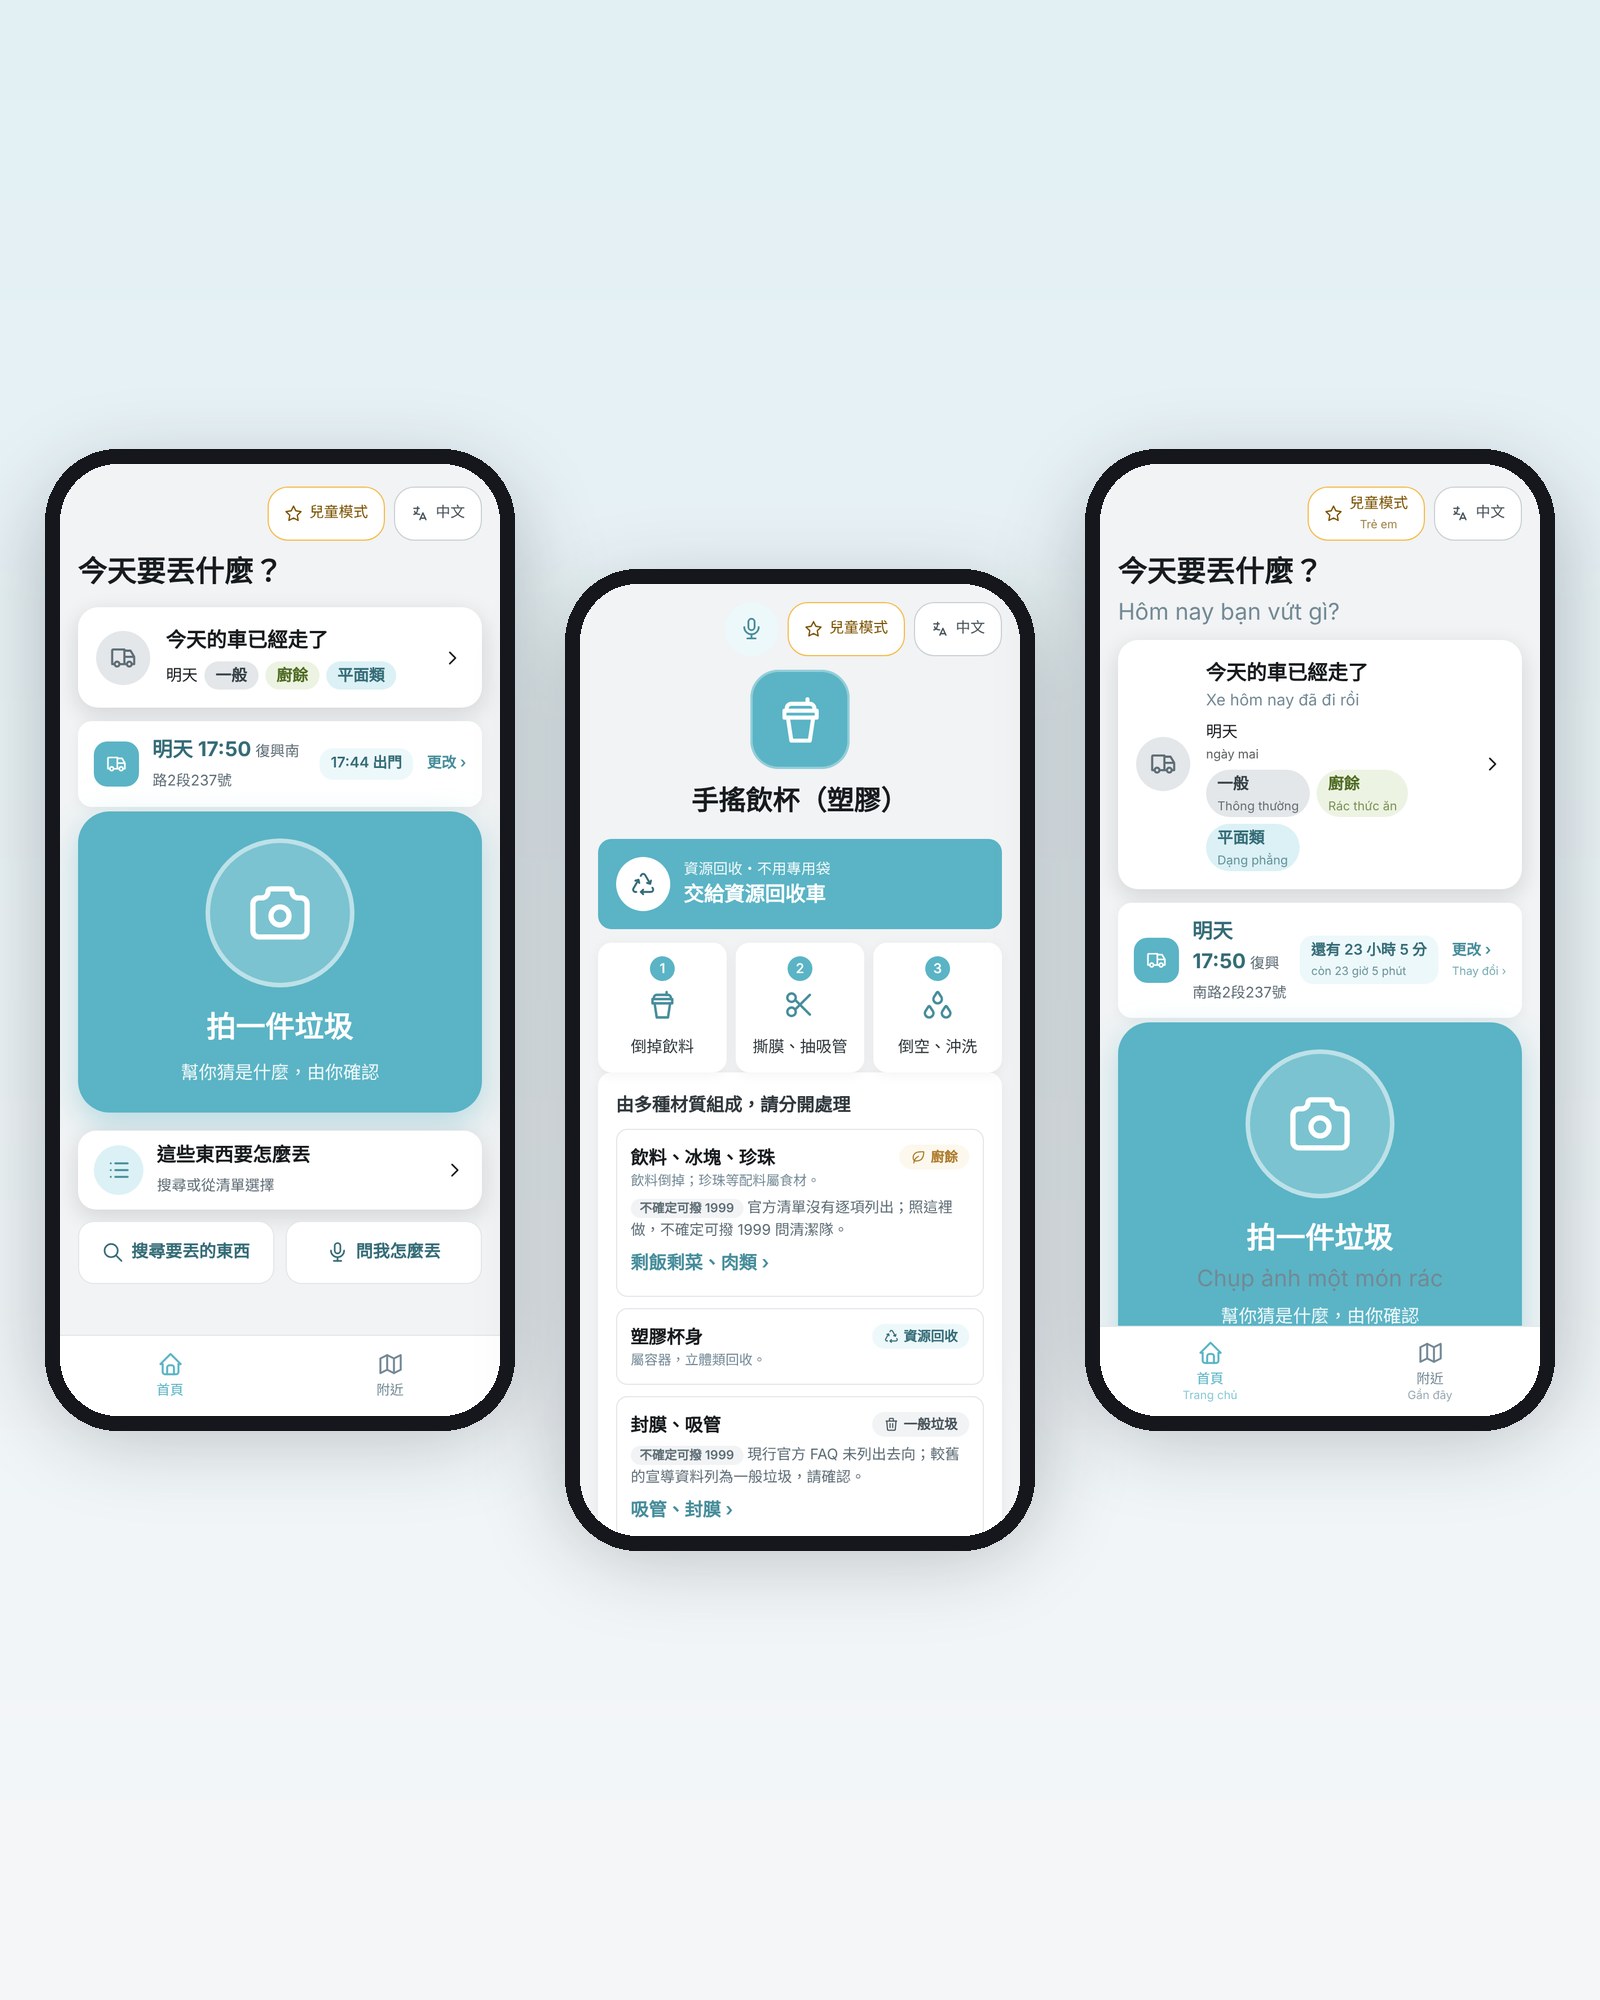 兒童模式
中文
今天要丟什麼？
今天的車已經走了
明天 一般 廚餘 平面類
明天 17:50 復興南
路2段237號
17:44 出門
更改 ›
拍一件垃圾
幫你猜是什麼，由你確認
這些東西要怎麼丟
搜尋或從清單選擇
搜尋要丟的東西
問我怎麼丟
首頁
附近
兒童模式
中文
手搖飲杯（塑膠）
資源回收・不用專用袋
交給資源回收車
1
倒掉飲料
2
撕膜、抽吸管
3
倒空、沖洗
由多種材質組成，請分開處理
飲料、冰塊、珍珠
廚餘
飲料倒掉；珍珠等配料屬食材。
不確定可撥 1999 官方清單沒有逐項列出；照這裡
做，不確定可撥 1999 問清潔隊。
剩飯剩菜、肉類 ›
塑膠杯身
資源回收
屬容器，立體類回收。
封膜、吸管
一般垃圾
不確定可撥 1999 現行官方 FAQ 未列出去向；較舊
的宣導資料列為一般垃圾，請確認。
吸管、封膜 ›
兒童模式
Trẻ em
中文
今天要丟什麼？
Hôm nay bạn vứt gì?
今天的車已經走了
Xe hôm nay đã đi rồi
明天
ngày mai
一般
Thông thường
廚餘
Rác thức ăn
平面類
Dạng phẳng
明天
17:50 復興
南路2段237號
還有 23 小時 5 分
còn 23 giờ 5 phút
更改 ›
Thay đổi ›
拍一件垃圾
Chụp ảnh một món rác
幫你猜是什麼，由你確認
首頁
Trang chủ
附近
Gần đây